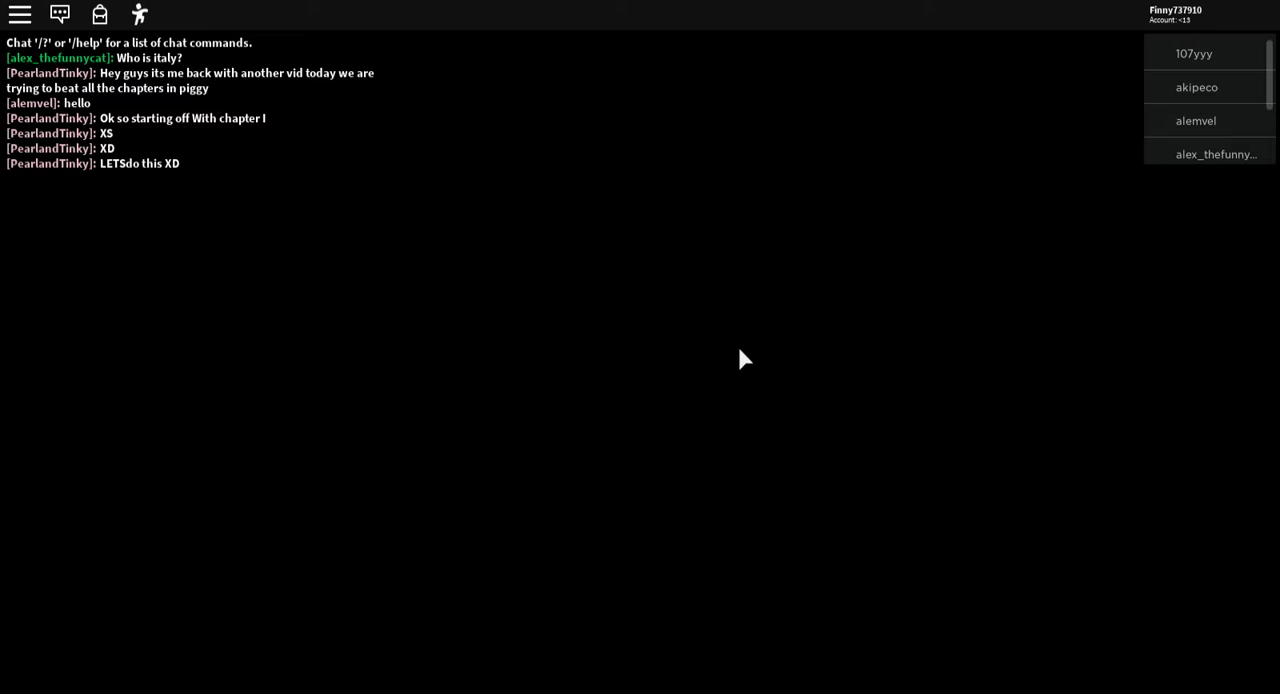 Finny737910
Account: <13
Chat '/?' or '/help' for a list of chat commands.
[alex_thefunnycat]: Who is italy?
[PearlandTinky]: Hey guys its me back with another vid today we are
trying to beat all the chapters in piggy
[alemvel]: hello
[PearlandTinky]: Ok so starting off With chapter I
[PearlandTinky]: XS
[PearlandTinky]: XD
[PearlandTinky]: LETSdo this XD
107yyy
akipeco
alemvel
alex_thefunny...